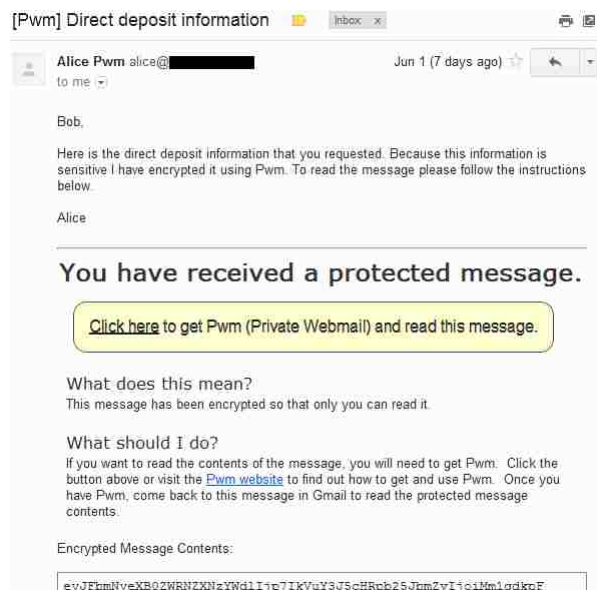 [Pwm] Direct deposit information
Inbox x
Alice Pwm alice@
Jun 1 (7 days ago)
to me
Bob,
Here is the direct deposit information that you requested. Because this information is
sensitive I have encrypted it using Pwm. To read the message please follow the instructions
below.
Alice
You have received a protected message.
Click here to get Pwm (Private Webmail) and read this message.
What does this mean?
This message has been encrypted so that only you can read it.
What should I do?
If you want to read the contents of the message, you will need to get Pwm. Click the
button above or visit the Pwm website to find out how to get and use Pwm. Once you
have Pwm, come back to this message in Gmail to read the protected message
contents.
Encrypted Message Contents: